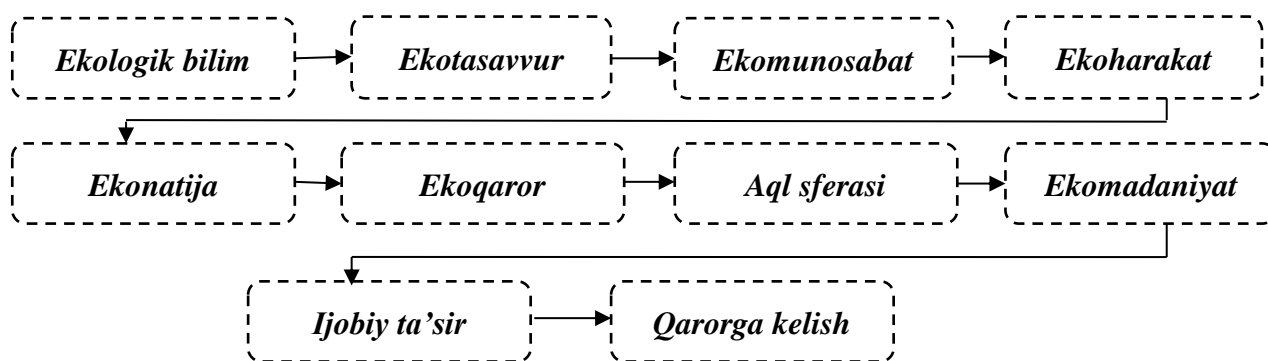 Ekologik bilim Ekotasavvur Ekomunosabat Ekoharakat
Ekonatija Ekoqaror Aql sferasi Ekomadaniyat
Ijobiy ta’sir Qarorga kelish